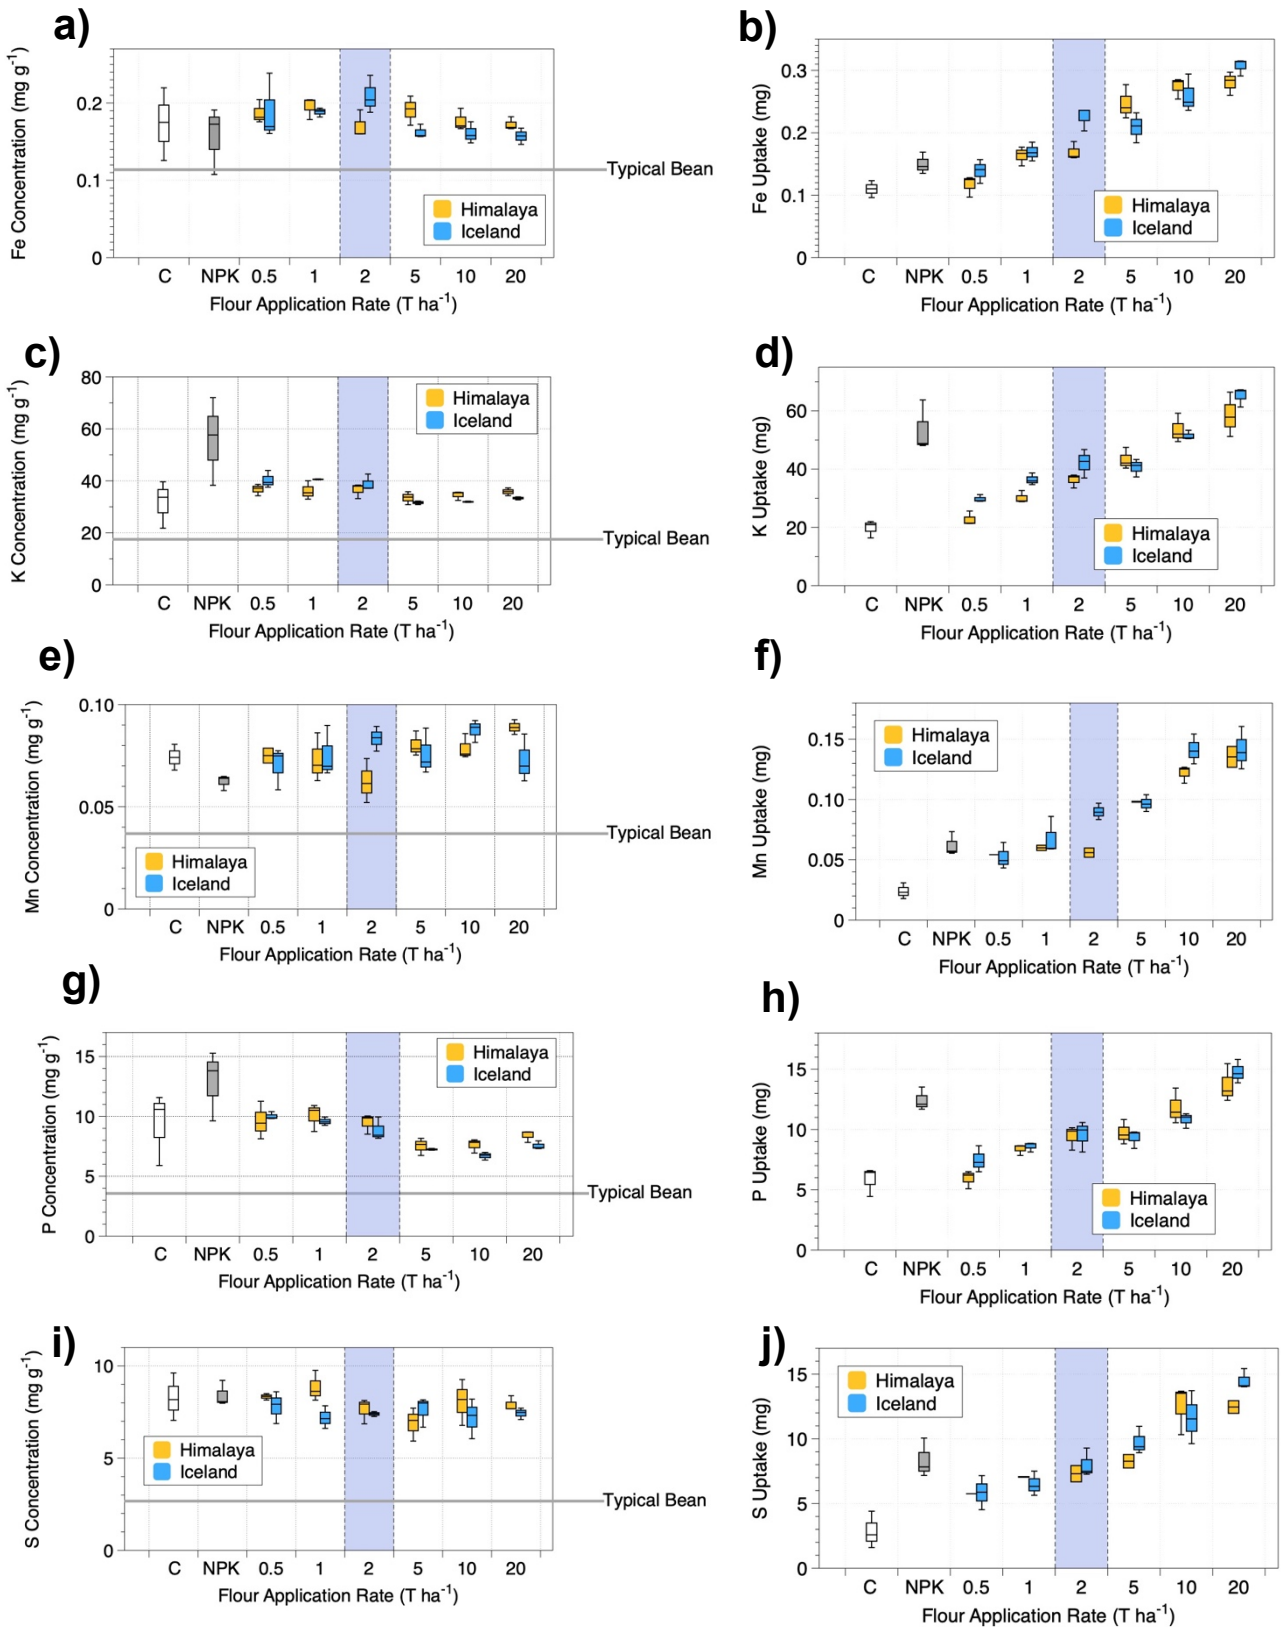 a)
b)
Fe Concentration (mg g⁻¹)
0.2
0.1
0
Typical Bean
Himalaya
Iceland
C NPK 0.5 1 2 5 10 20
Flour Application Rate (T ha⁻¹)
Fe Uptake (mg)
0.3
0.2
0.1
0
Himalaya
Iceland
C NPK 0.5 1 2 5 10 20
Flour Application Rate (T ha⁻¹)
c)
d)
K Concentration (mg g⁻¹)
80
60
40
20
0
Himalaya
Iceland
Typical Bean
C NPK 0.5 1 2 5 10 20
Flour Application Rate (T ha⁻¹)
K Uptake (mg)
60
40
20
0
Himalaya
Iceland
C NPK 0.5 1 2 5 10 20
Flour Application Rate (T ha⁻¹)
e)
f)
Mn Concentration (mg g⁻¹)
0.10
0.05
0
Typical Bean
Himalaya
Iceland
C NPK 0.5 1 2 5 10 20
Flour Application Rate (T ha⁻¹)
Mn Uptake (mg)
0.15
0.10
0.05
0
Himalaya
Iceland
C NPK 0.5 1 2 5 10 20
Flour Application Rate (T ha⁻¹)
g)
h)
P Concentration (mg g⁻¹)
15
10
5
0
Himalaya
Iceland
Typical Bean
C NPK 0.5 1 2 5 10 20
Flour Application Rate (T ha⁻¹)
P Uptake (mg)
15
10
5
0
Himalaya
Iceland
C NPK 0.5 1 2 5 10 20
Flour Application Rate (T ha⁻¹)
i)
j)
S Concentration (mg g⁻¹)
10
5
0
Himalaya
Iceland
Typical Bean
C NPK 0.5 1 2 5 10 20
Flour Application Rate (T ha⁻¹)
S Uptake (mg)
15
10
5
0
Himalaya
Iceland
C NPK 0.5 1 2 5 10 20
Flour Application Rate (T ha⁻¹)